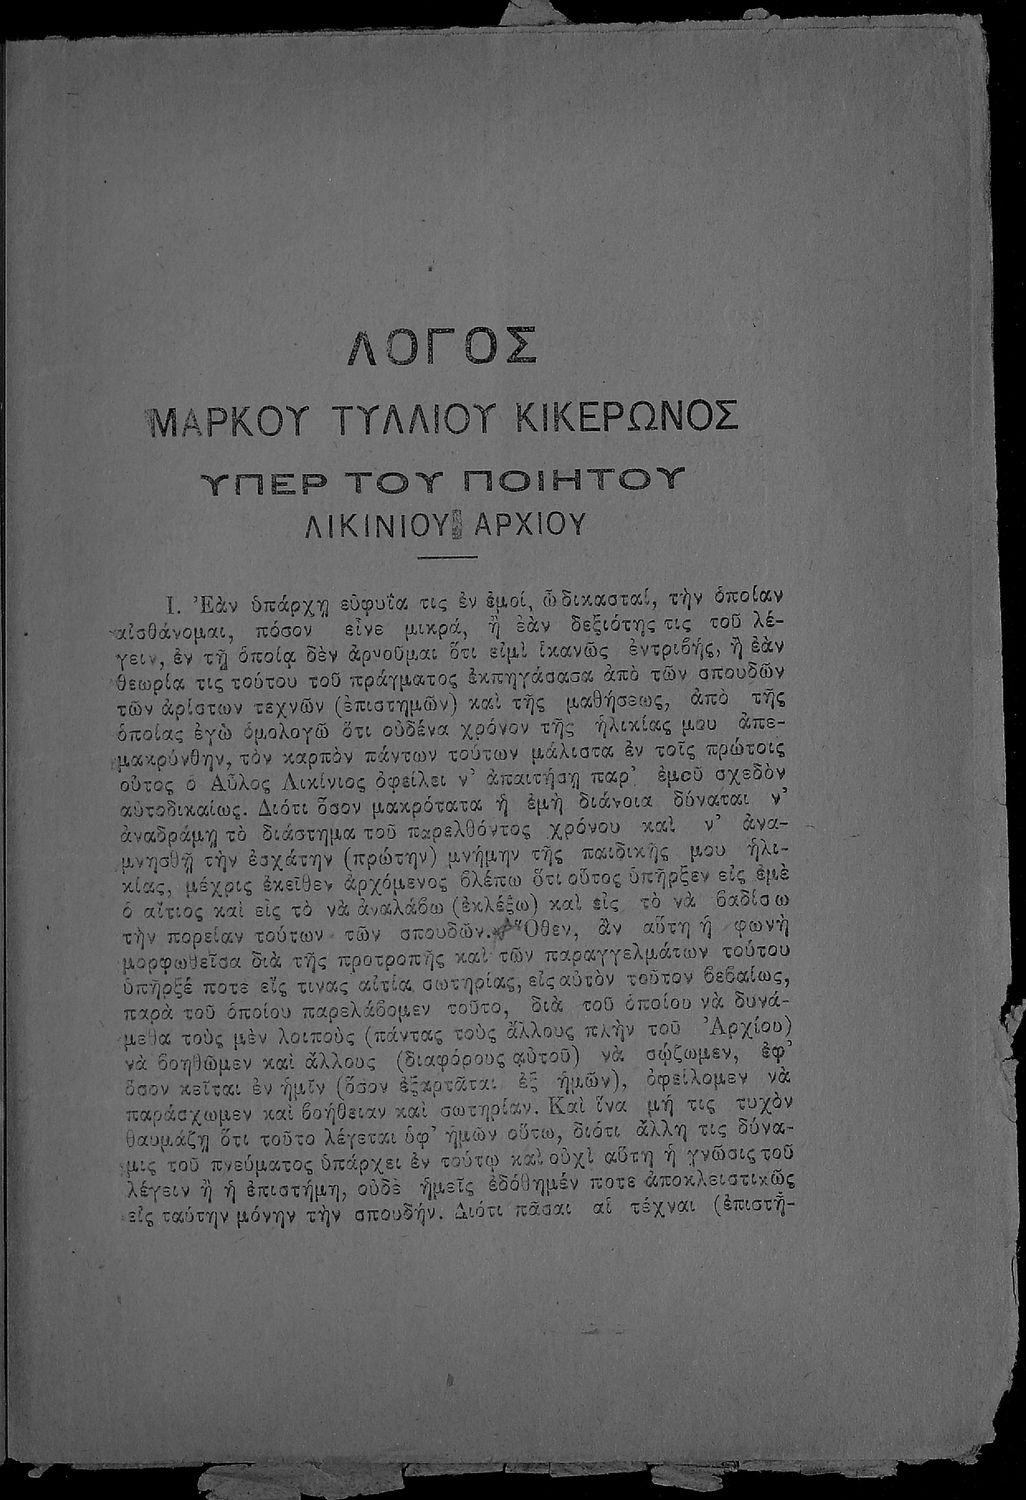 ΛΟΓΟΣ
ΜΑΡΚΟΥ ΤΥΛΛΙΟΥ ΚΙΚΕΡΩΝΟΣ
ΥΠΕΡ ΤΟΥ ΠΟΙΗΤΟΥ
ΛΙΚΙΝΙΟΥ ΑΡΧΙΟΥ
I. Ἐὰν ὑπάρχῃ εὐφυΐα τις ἐν ἐμοί, ὦ δικασταί, τὴν ὁποίαν
αἰσθάνομαι, πόσον εἶνε μικρά, ἢ ἐὰν δεξιότης τις τοῦ λέ-
γειν, ἐν τῇ ὁποίᾳ δὲν ἀρνοῦμαι ὅτι εἰμὶ ἱκανῶς ἐντριβής, ἢ ἐὰν
θεωρία τις τούτου τοῦ πράγματος ἐκπηγάσασα ἀπὸ τῶν σπουδῶν
τῶν ἀρίστων τεχνῶν (ἐπιστημῶν) καὶ τῆς μαθήσεως, ἀπὸ τῆς
ὁποίας ἐγὼ ὁμολογῶ ὅτι οὐδένα χρόνον τῆς ἡλικίας μου ἀπε-
μακρύνθην, τὸν καρπὸν πάντων τούτων μάλιστα ἐν τοῖς πρώτοις
οὗτος ὁ Αὖλος Λικίνιος ὀφείλει ν' ἀπαιτήσῃ παρ' ἐμοῦ σχεδὸν
αὐτοδικαίως. Διότι ὅσον μακρότατα ἡ ἐμὴ διάνοια δύναται ν'
ἀναδράμῃ τὸ διάστημα τοῦ παρελθόντος χρόνου καὶ ν' ἀνα-
μνησθῇ τὴν ἐσχάτην (πρώτην) μνήμην τῆς παιδικῆς μου ἡλι-
κίας, μέχρις ἐκεῖθεν ἀρχόμενος βλέπω ὅτι οὗτος ὑπῆρξεν εἰς ἐμὲ
ὁ αἴτιος καὶ εἰς τὸ νὰ ἀναλάβω (ἐκλέξω) καὶ εἰς τὸ νὰ βαδίσω
τὴν πορείαν τούτων τῶν σπουδῶν. Ὅθεν, ἂν αὕτη ἡ φωνὴ
μορφωθεῖσα διὰ τῆς προτροπῆς καὶ τῶν παραγγελμάτων τούτου
ὑπῆρξέ ποτε εἰς τινας αἰτία σωτηρίας, εἰς αὐτὸν τοῦτον βεβαίως,
παρὰ τοῦ ὁποίου παρελάβομεν τοῦτο, διὰ τοῦ ὁποίου νὰ δυνά-
μεθα τοὺς μὲν λοιποὺς (πάντας τοὺς ἄλλους πλὴν τοῦ Ἀρχίου)
νὰ βοηθῶμεν καὶ ἄλλους (διαφόρους αὐτοῦ) νὰ σῴζωμεν, ἐφ'
ὅσον κεῖται ἐν ἡμῖν (ὅσον ἐξαρτᾶται ἐξ ἡμῶν), ὀφείλομεν νὰ
παράσχωμεν καὶ βοήθειαν καὶ σωτηρίαν. Καὶ ἵνα μή τις τυχὸν
θαυμάζῃ ὅτι τοῦτο λέγεται ὑφ' ἡμῶν οὕτω, διότι ἄλλη τις δύνα-
μις τοῦ πνεύματος ὑπάρχει ἐν τούτῳ καὶ οὐχὶ αὕτη ἡ γνῶσις τοῦ
λέγειν ἢ ἡ ἐπιστήμη, οὐδὲ ἡμεῖς ἐδόθημέν ποτε ἀποκλειστικῶς
εἰς ταύτην μόνην τὴν σπουδήν. Διότι πᾶσαι αἱ τέχναι (ἐπιστῆ-